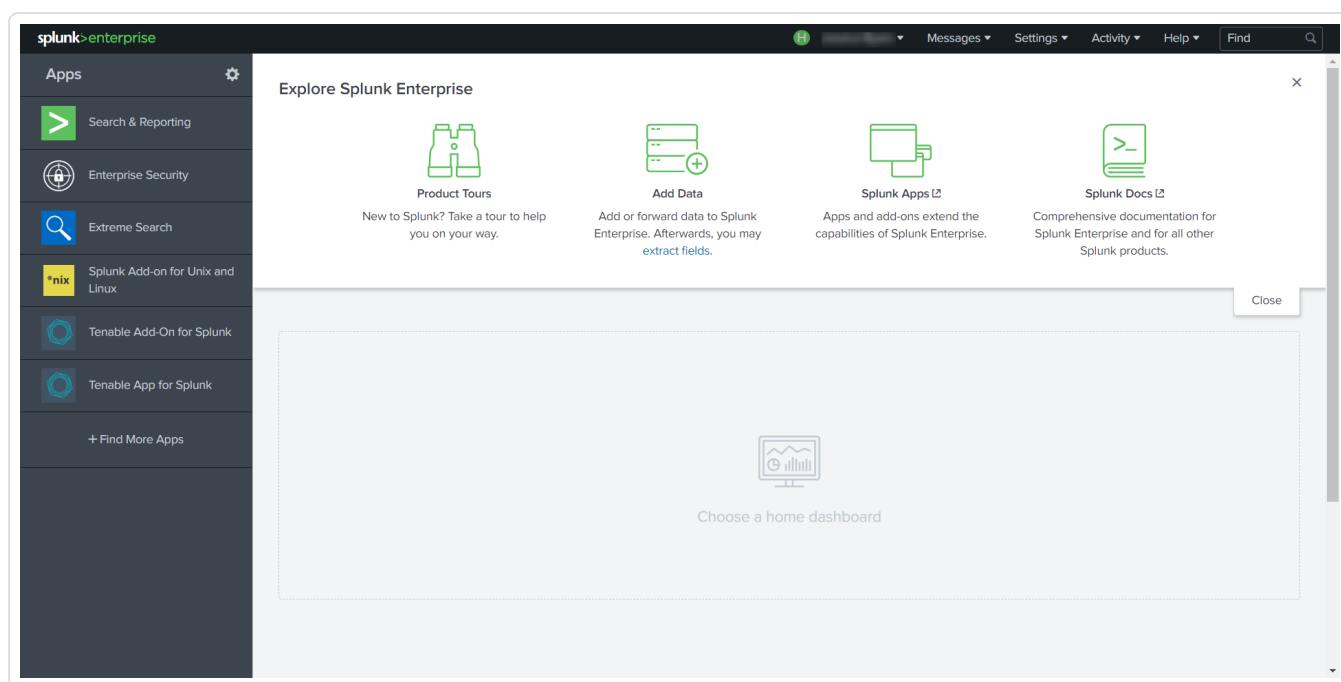 splunk>enterprise
H
Messages
Settings
Activity
Help
Find
Apps
Search & Reporting
Enterprise Security
Extreme Search
*nix
Splunk Add-on for Unix and
Linux
Tenable Add-On for Splunk
Tenable App for Splunk
+ Find More Apps
Explore Splunk Enterprise
Product Tours
New to Splunk? Take a tour to help
you on your way.
Add Data
Add or forward data to Splunk
Enterprise. Afterwards, you may
extract fields.
Splunk Apps
Apps and add-ons extend the
capabilities of Splunk Enterprise.
Splunk Docs
Comprehensive documentation for
Splunk Enterprise and for all other
Splunk products.
Close
Choose a home dashboard